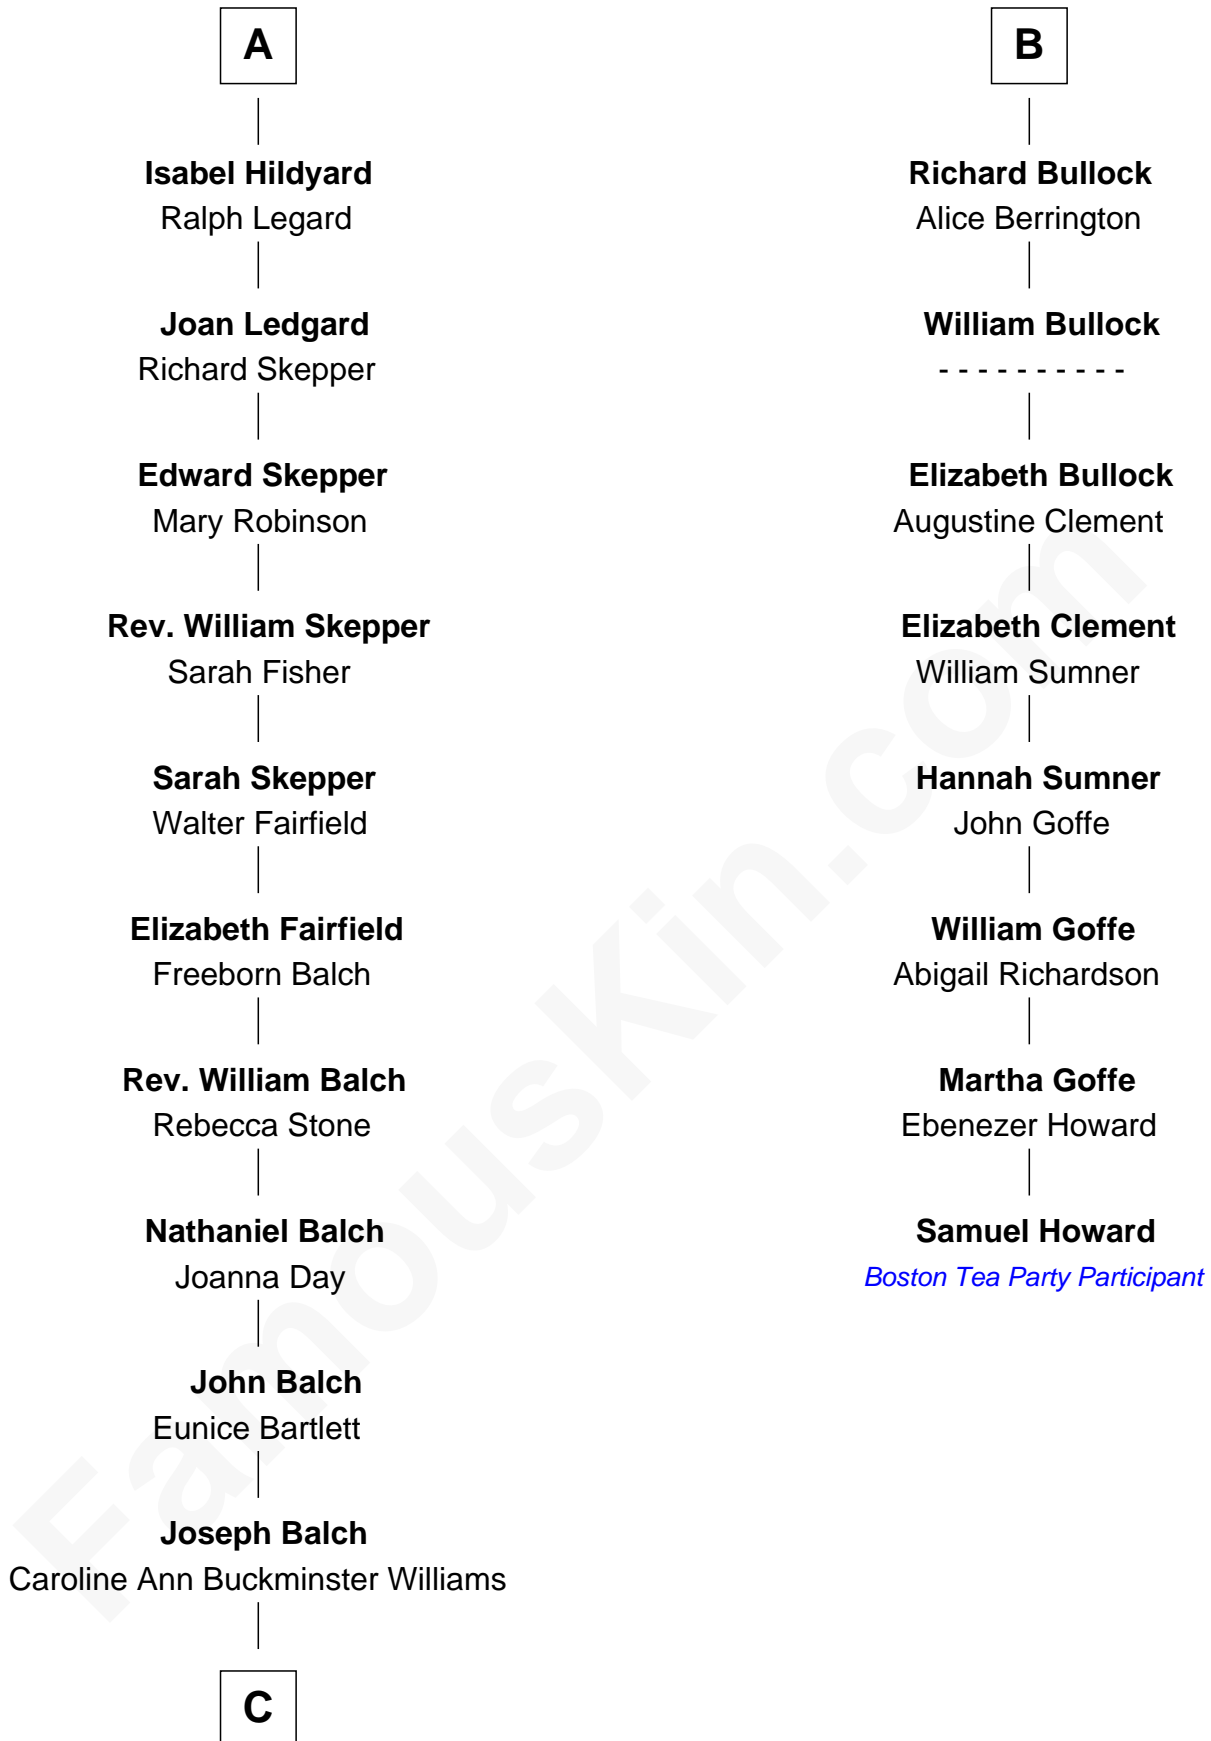 A
Isabel Hildyard
Ralph Legard
Joan Ledgard
Richard Skepper
Edward Skepper
Mary Robinson
Rev. William Skepper
Sarah Fisher
Sarah Skepper
Walter Fairfield
Elizabeth Fairfield
Freeborn Balch
Rev. William Balch
Rebecca Stone
Nathaniel Balch
Joanna Day
John Balch
Eunice Bartlett
Joseph Balch
Caroline Ann Buckminster Williams
C
B
Richard Bullock
Alice Berrington
William Bullock
- - - - - - - - - -
Elizabeth Bullock
Augustine Clement
Elizabeth Clement
William Sumner
Hannah Sumner
John Goffe
William Goffe
Abigail Richardson
Martha Goffe
Ebenezer Howard
Samuel Howard
Boston Tea Party Participant
FamousKin.com